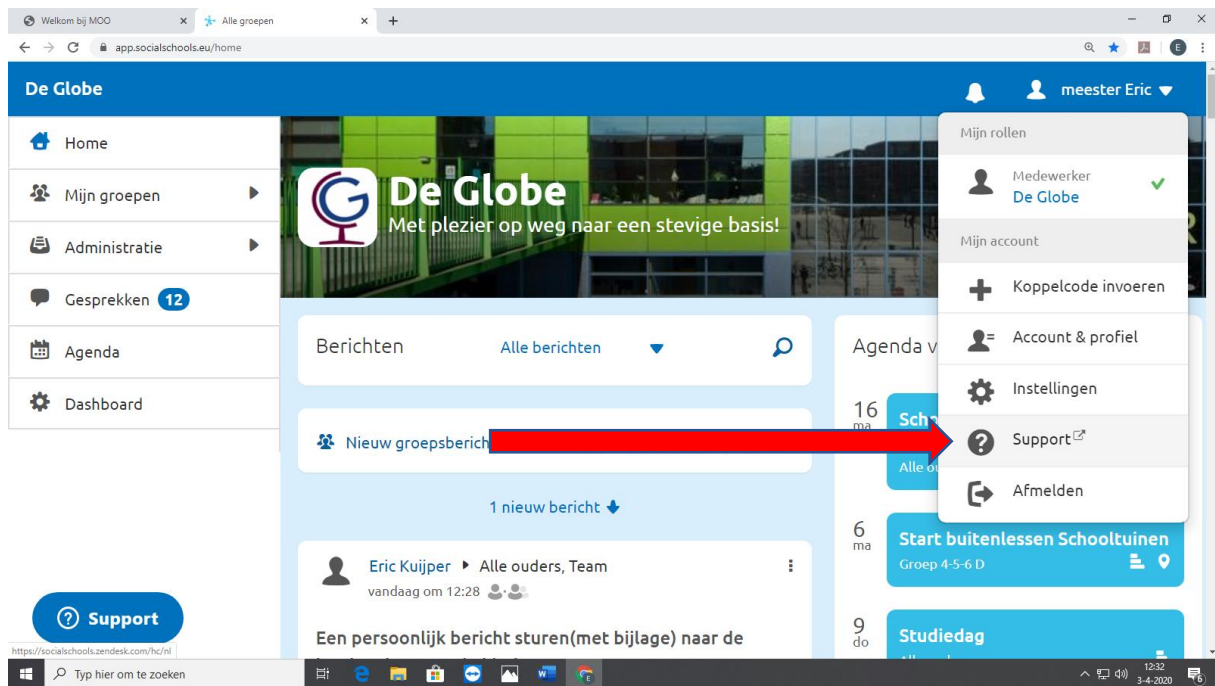 Welkom bij MOO
Alle groepen
app.socialschools.eu/home
E
De Globe
meester Eric
Home
Mijn groepen
Administratie
Gesprekken 12
Agenda
Dashboard
De Globe
Met plezier op weg naar een stevige basis!
Mijn rollen
Medewerker
De Globe
Mijn account
Koppelcode invoeren
Account & profiel
Instellingen
Support
Afmelden
Berichten
Alle berichten
Nieuw groepsberich
1 nieuw bericht
Eric Kuijper Alle ouders, Team
vandaag om 12:28
Een persoonlijk bericht sturen(met bijlage) naar de
Agenda v
16
ma
Sch
Alle ou
6
ma
Start buitenlessen Schooltuinen
Groep 4-5-6 D
9
do
Studiedag
Support
https://socialschools.zendesk.com/hc/nl
Typ hier om te zoeken
12:32
3-4-2020
6